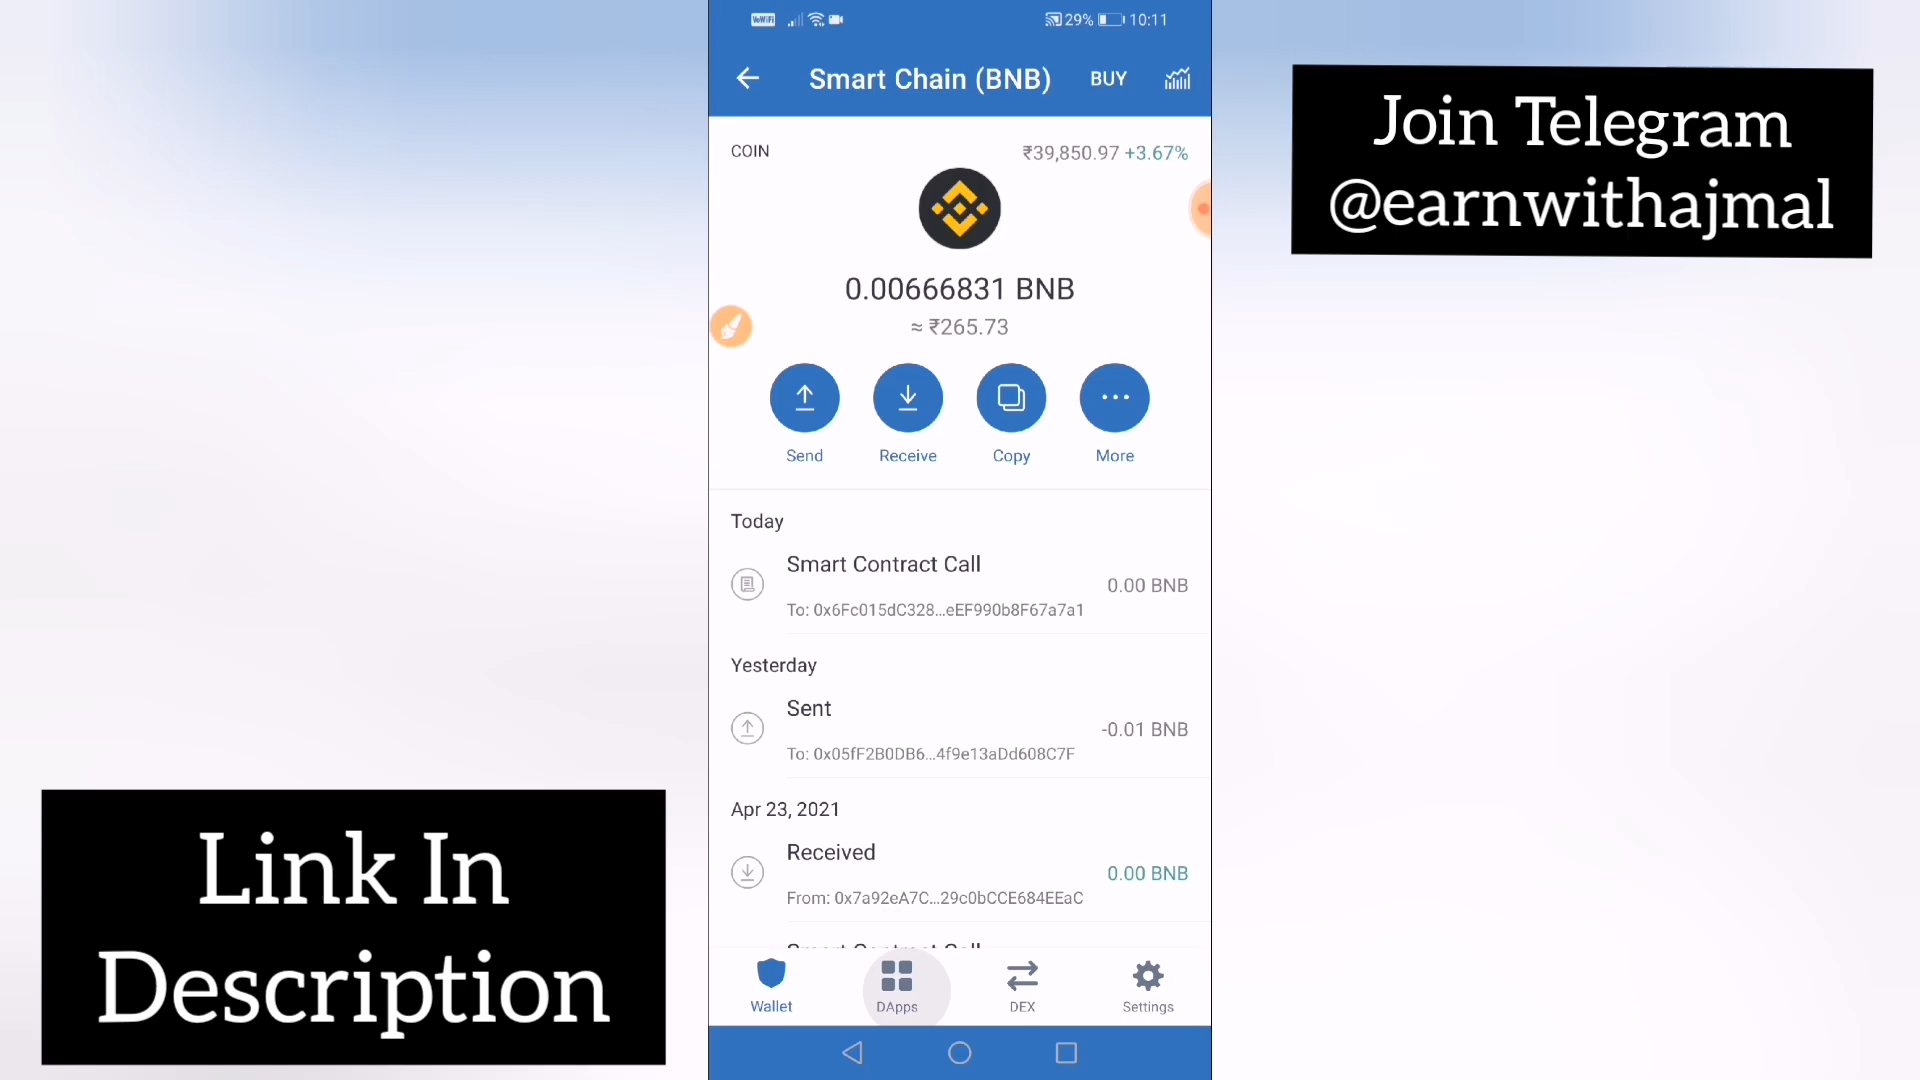 VoWiFi
29%
10:11
Smart Chain (BNB)
BUY
COIN
₹39,850.97 +3.67%
0.00666831 BNB
≈ ₹265.73
Send
Receive
Copy
More
Today
Smart Contract Call
0.00 BNB
To: 0x6Fc015dC328...eEF990b8F67a7a1
Yesterday
Sent
-0.01 BNB
To: 0x05fF2B0DB6...4f9e13aDd608C7F
Apr 23, 2021
Received
0.00 BNB
From: 0x7a92eA7C...29c0bCCE684EEaC
Wallet
DApps
DEX
Settings
Join Telegram
@earnwithajmal
Link In
Description